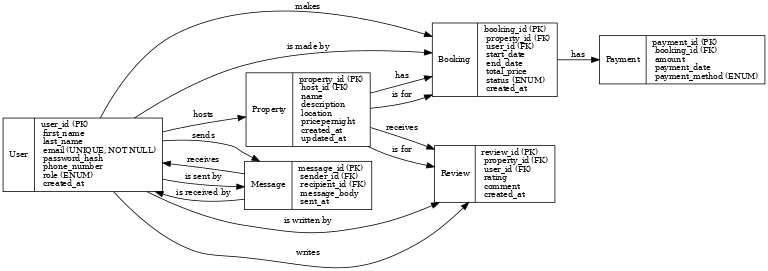 makes
is made by
hosts
sends
receives
is sent by
is received by
is written by
writes
User
user_id (PK)
first_name
last_name
email (UNIQUE, NOT NULL)
password_hash
phone_number
role (ENUM)
created_at
Property
property_id (PK)
host_id (FK)
name
description
location
pricepernight
created_at
updated_at
Message
message_id (PK)
sender_id (FK)
recipient_id (FK)
message_body
sent_at
has
is for
receives
is for
Booking
booking_id (PK)
property_id (FK)
user_id (FK)
start_date
end_date
total_price
status (ENUM)
created_at
Review
review_id (PK)
property_id (FK)
user_id (FK)
rating
comment
created_at
has
Payment
payment_id (PK)
booking_id (FK)
amount
payment_date
payment_method (ENUM)